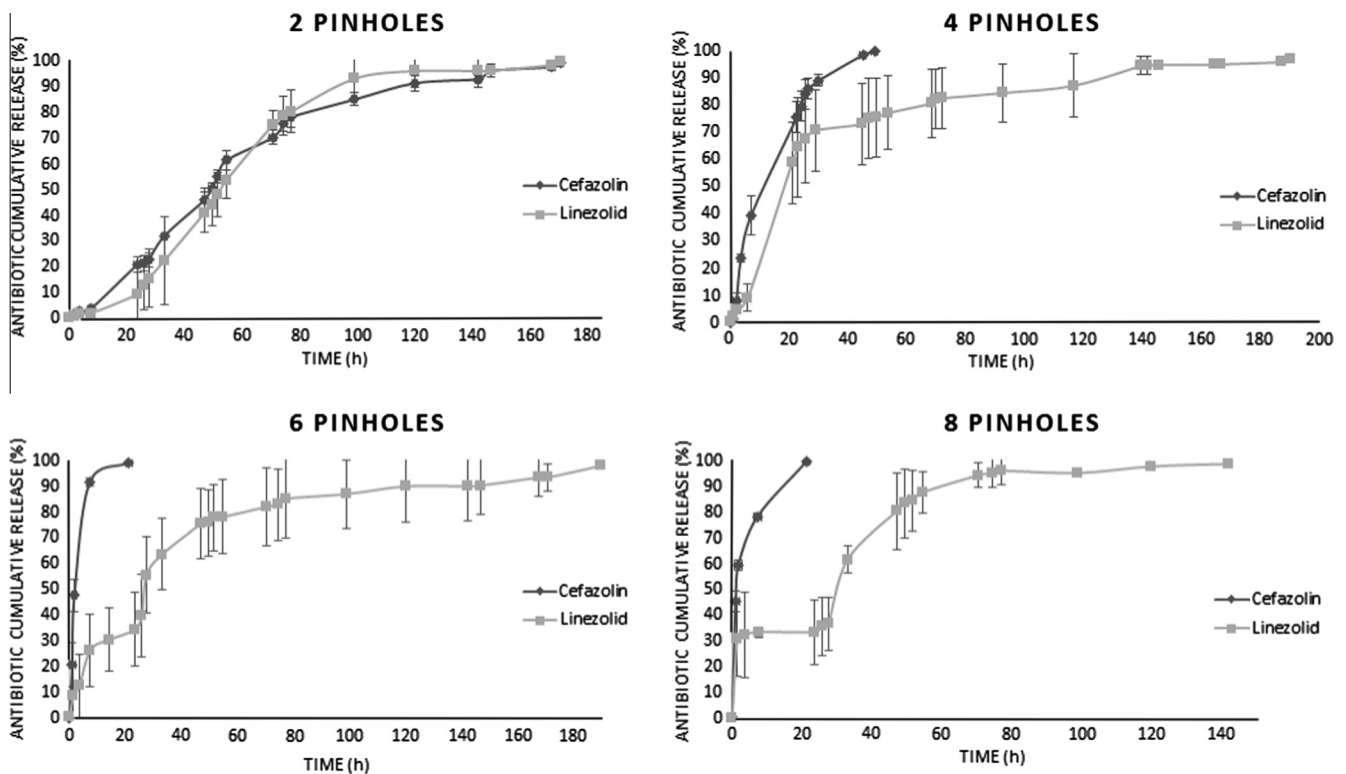 2 PINHOLES
ANTIBIOTIC CUMULATIVE RELEASE (%)
100
90
80
70
60
50
40
30
20
10
0
0 20 40 60 80 100 120 140 160 180
TIME (h)
Cefazolin
Linezolid
4 PINHOLES
ANTIBIOTIC CUMULATIVE RELEASE (%)
100
90
80
70
60
50
40
30
20
10
0
0 20 40 60 80 100 120 140 160 180 200
TIME (h)
Cefazolin
Linezolid
6 PINHOLES
ANTIBIOTIC CUMULATIVE RELEASE (%)
100
90
80
70
60
50
40
30
20
10
0
0 20 40 60 80 100 120 140 160 180
TIME (h)
Cefazolin
Linezolid
8 PINHOLES
ANTIBIOTIC CUMULATIVE RELEASE (%)
100
90
80
70
60
50
40
30
20
10
0
0 20 40 60 80 100 120 140
TIME (h)
Cefazolin
Linezolid